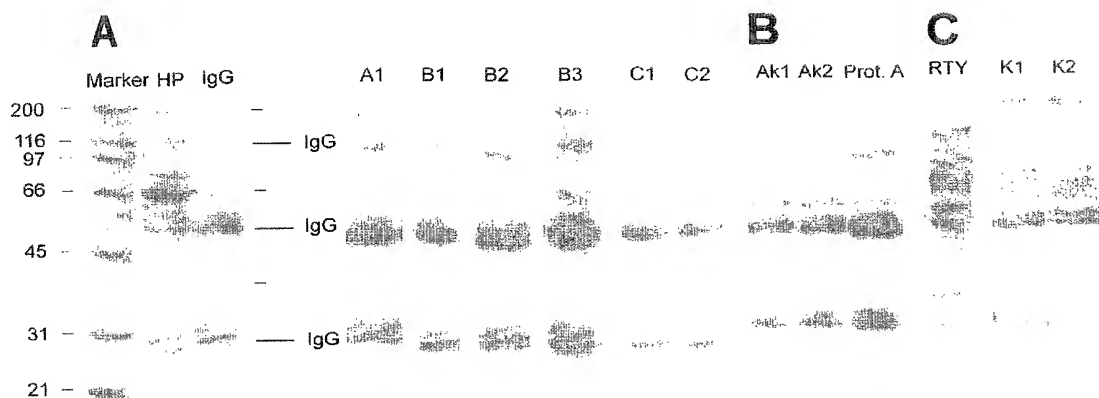 A B C
Marker HP IgG A1 B1 B2 B3 C1 C2 Ak1 Ak2 Prot. A RTY K1 K2
200
116 IgG
97
66
IgG
45
31 IgG
21